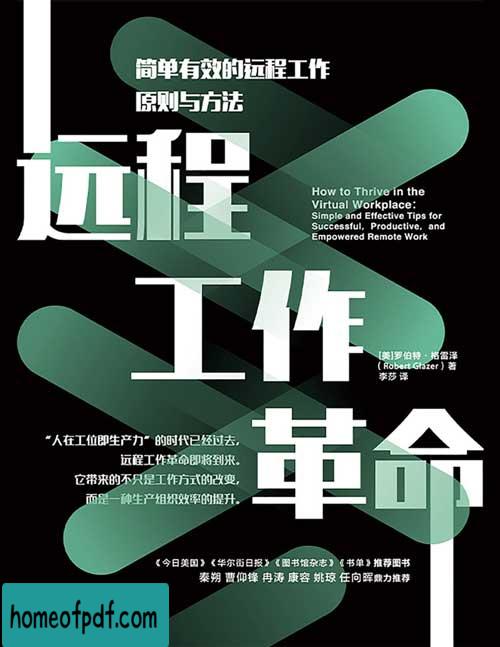 简单有效的远程工作
原则与方法
远程
How to Thrive in the
Virtual Workplace:
Simple and Effective Tips for
Successful, Productive, and
Empowered Remote Work
工作
[美]罗伯特·格雷泽
（Robert Glazer）著
李莎 译
革命
“人在工位即生产力”的时代已经过去，
远程工作革命即将到来。
它带来的不只是工作方式的改变，
而是一种生产组织效率的提升。
《今日美国》《华尔街日报》《图书馆杂志》《书单》推荐图书
秦朔 曹仰锋 冉涛 康容 姚琼 任向晖鼎力推荐
homeofpdf.com